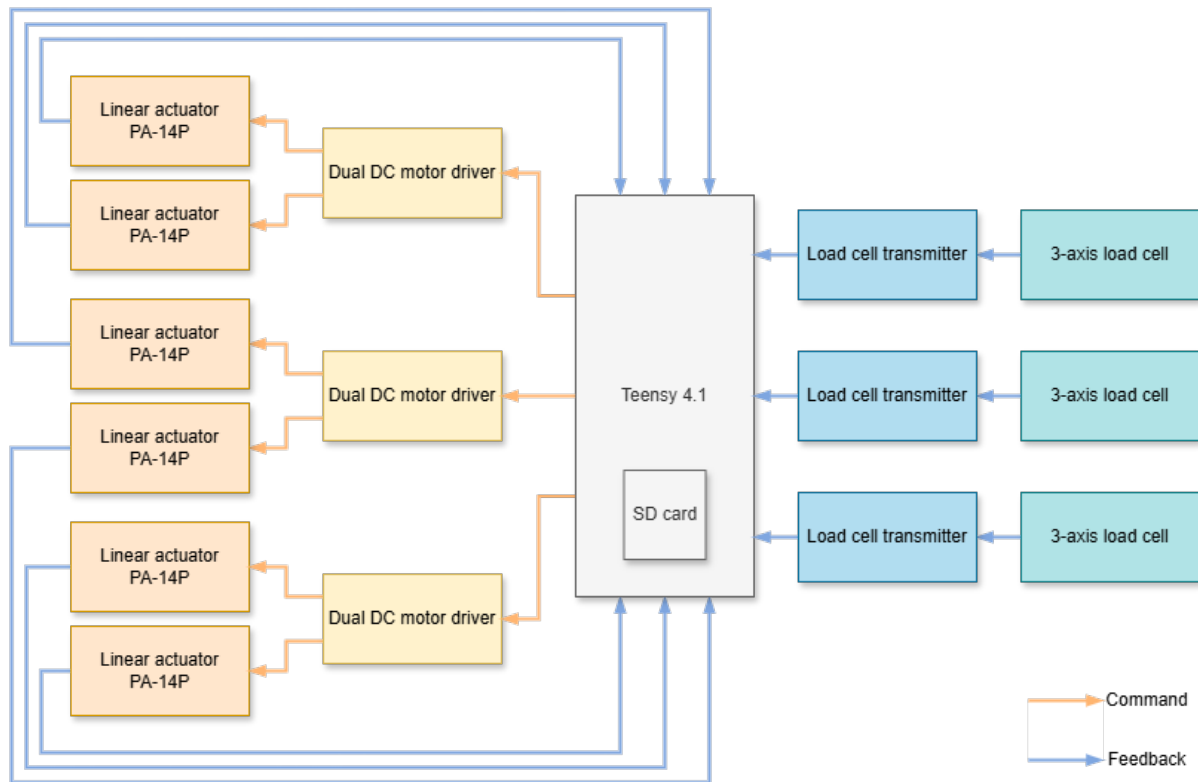 Linear actuator
PA-14P
Linear actuator
PA-14P
Dual DC motor driver
Linear actuator
PA-14P
Linear actuator
PA-14P
Dual DC motor driver
Linear actuator
PA-14P
Linear actuator
PA-14P
Dual DC motor driver
Teensy 4.1
SD card
Load cell transmitter
3-axis load cell
Load cell transmitter
3-axis load cell
Load cell transmitter
3-axis load cell
Command
Feedback